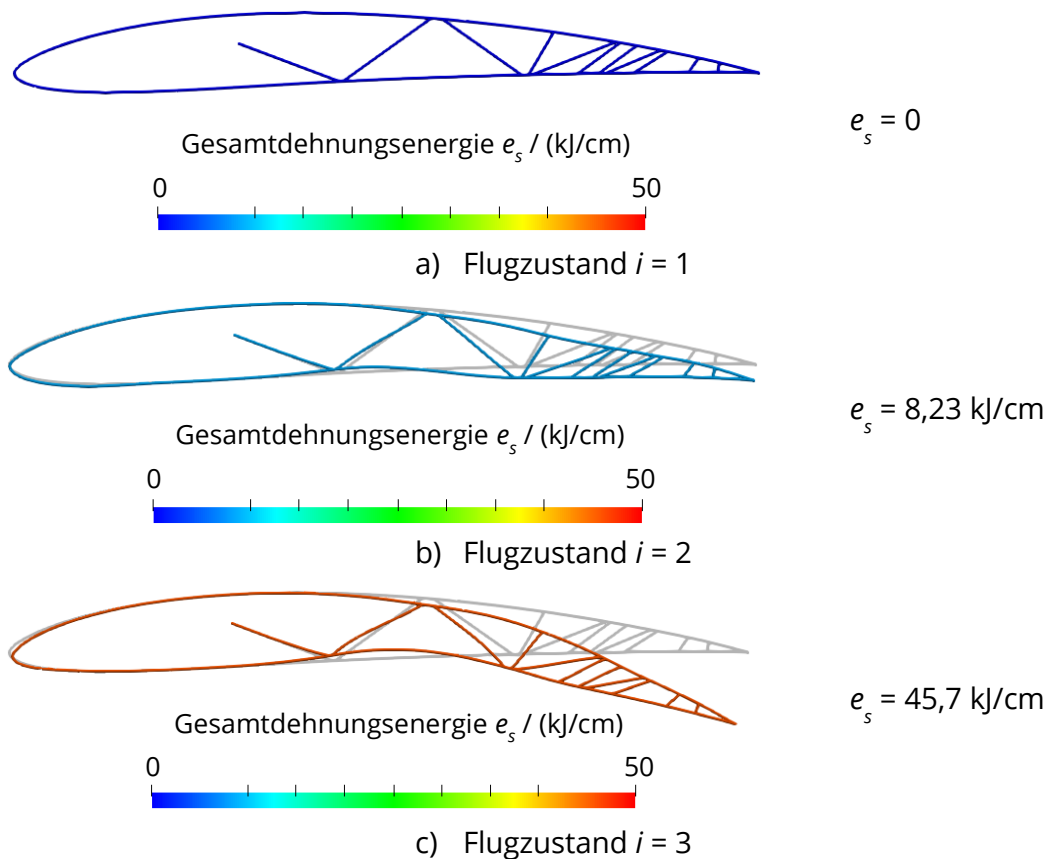 e_s = 0
Gesamtdehnungsenergie e_s / (kJ/cm)
0 50
a) Flugzustand i = 1
e_s = 8,23 kJ/cm
Gesamtdehnungsenergie e_s / (kJ/cm)
0 50
b) Flugzustand i = 2
e_s = 45,7 kJ/cm
Gesamtdehnungsenergie e_s / (kJ/cm)
0 50
c) Flugzustand i = 3